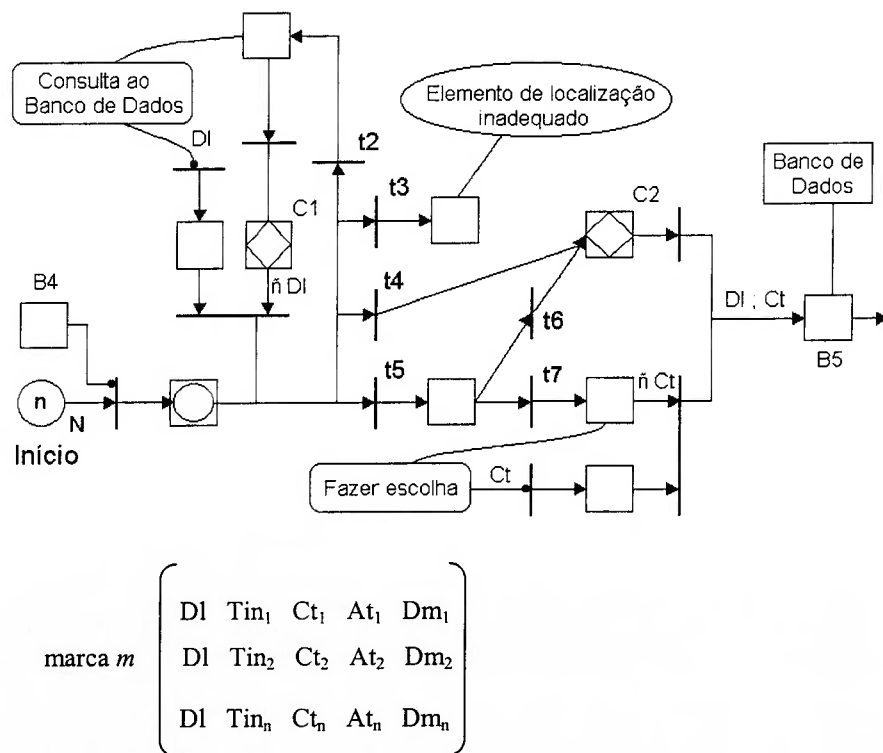 Consulta ao
Banco de Dados
Elemento de localização
inadequado
Dl
t2
t3
C1
C2
Banco de
Dados
B4
ñ Dl
t4
t6
Dl ; Ct
B5
n
N
t5
t7
ñ Ct
Início
Fazer escolha
Ct
marca m
Dl Tin₁ Ct₁ At₁ Dm₁
Dl Tin₂ Ct₂ At₂ Dm₂
Dl Tinₙ Ctₙ Atₙ Dmₙ